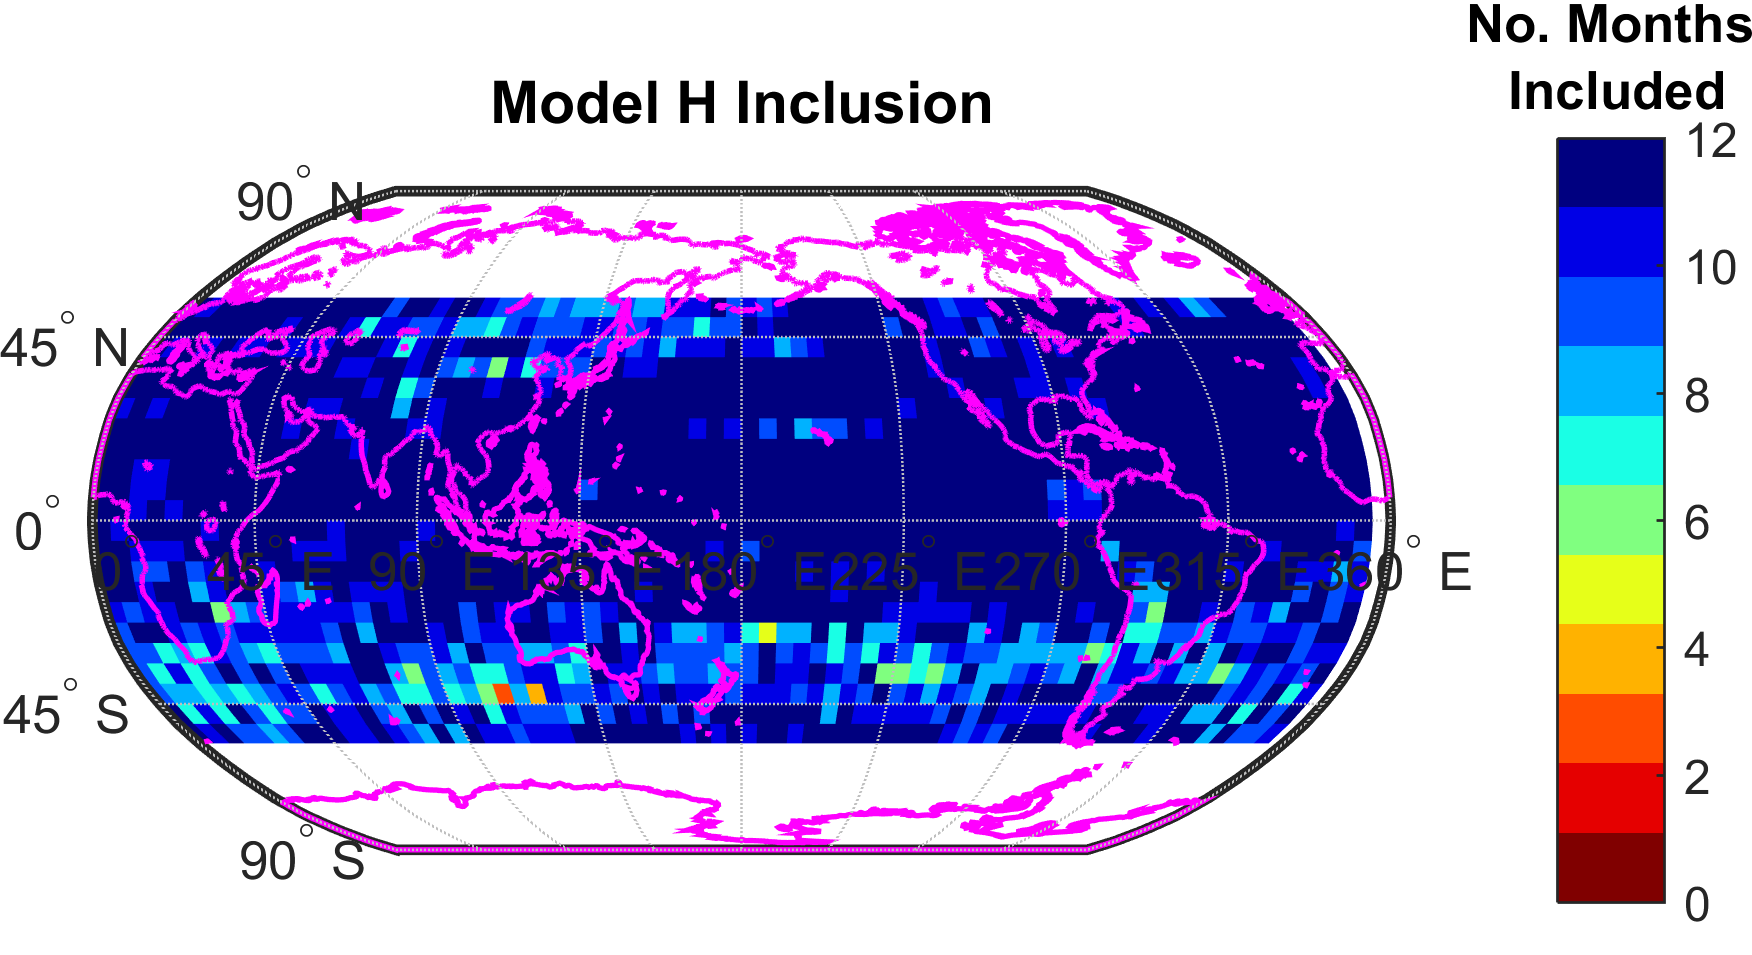 No. Months
Included
Model H Inclusion
90° N
45° N
0°
45° S
90° S
0° 45° E 90° E 135° E 180° E 225° E 270° E 315° E 360° E
12
10
8
6
4
2
0